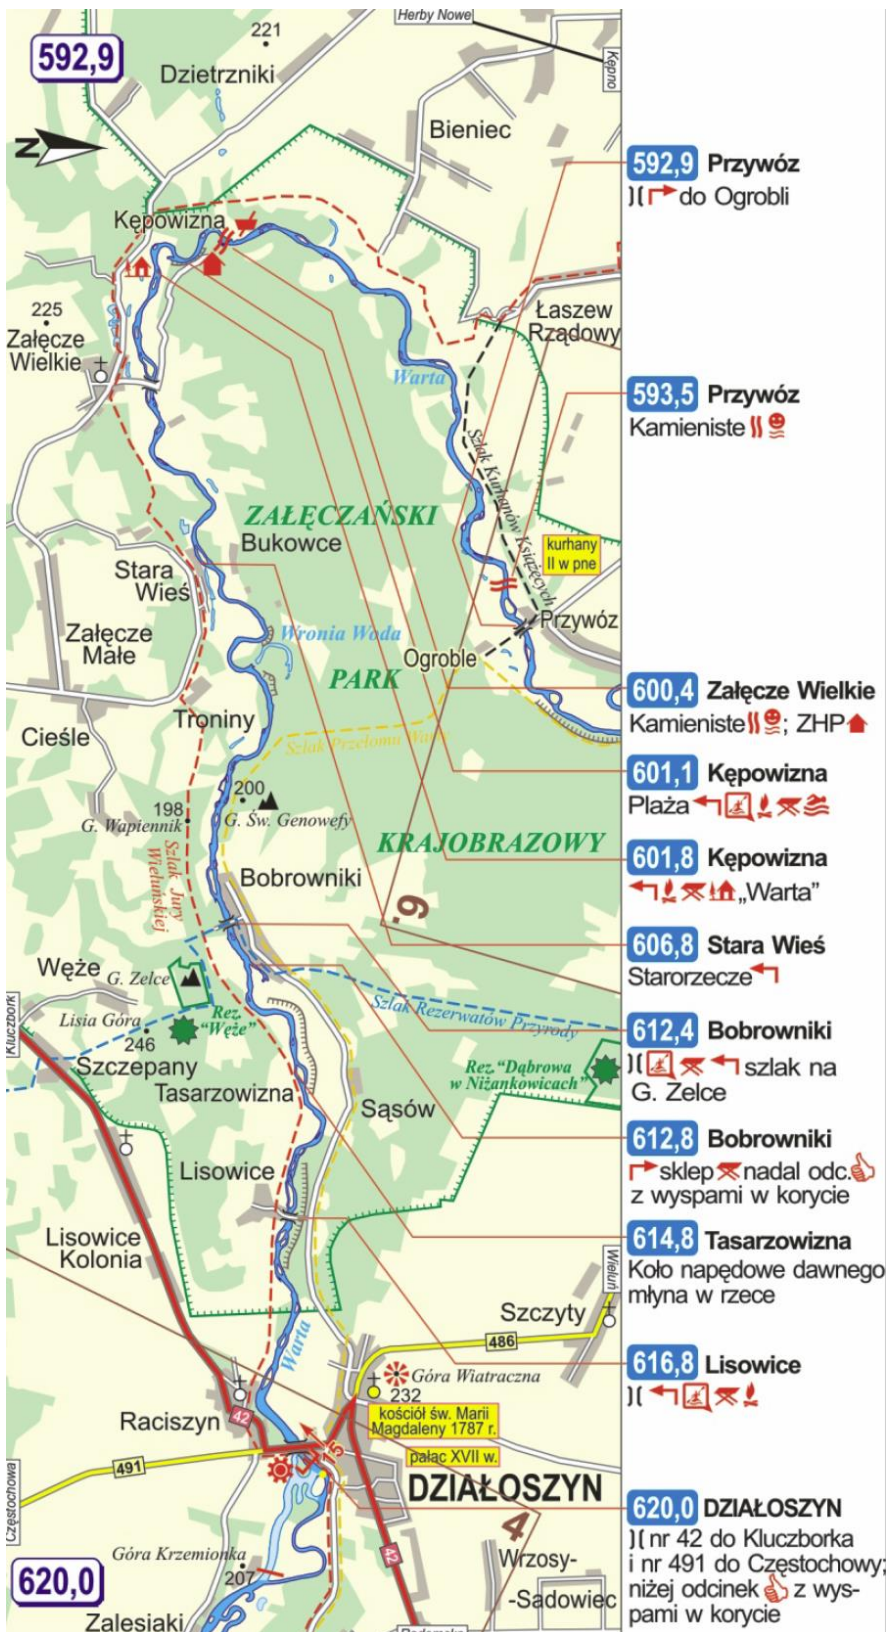 Herby Nowe
221
592,9
Dzietrzniki
Kępno
Bieniec
N
Kępowizna
225
Załęcze
Wielkie
Łaszew
Rządowy
Warta
Szlak Kurhanów Książęcych
ZAŁĘCZAŃSKI
Bukowce
kurhany
II w pne
Stara
Wieś
Załęcze
Małe
Wronia Woda
Przywóz
Ogroble
PARK
Troniny
Cieśle
Szlak Przełomu Warty
200
198
G. Wapiennik
G. Św. Genowefy
KRAJOBRAZOWY
Szlak Jury
Wieluńskiej
Bobrowniki
6.
Węże
G. Zelce
Kluczbork
Lisia Góra
246
Rez.
"Węże"
Szlak Rezerwatów Przyrody
Szczepany
Tasarzowizna
Rez."Dąbrowa
w Niżankowicach"
Sąsów
Lisowice
Lisowice
Kolonia
Wieluń
Szczyty
486
Warta
Góra Wiatraczna
232
Raciszyn
42
kościół św. Marii
Magdaleny 1787 r.
15
pałac XVII w.
491
Częstochowa
DZIAŁOSZYN
4
42
Góra Krzemionka
207
Wrzosy-
-Sadowiec
620,0
Zalesiaki
592,9 Przywóz
do Ogrobli
593,5 Przywóz
Kamieniste
600,4 Załęcze Wielkie
Kamieniste ; ZHP
601,1 Kępowizna
Plaża
601,8 Kępowizna
„Warta”
606,8 Stara Wieś
Starorzecze
612,4 Bobrowniki
szlak na
G. Zelce
612,8 Bobrowniki
sklep nadal odc.
z wyspami w korycie
614,8 Tasarzowizna
Koło napędowe dawnego
młyna w rzece
616,8 Lisowice
620,0 DZIAŁOSZYN
nr 42 do Kluczborka
i nr 491 do Częstochowy;
niżej odcinek z wys-
pami w korycie